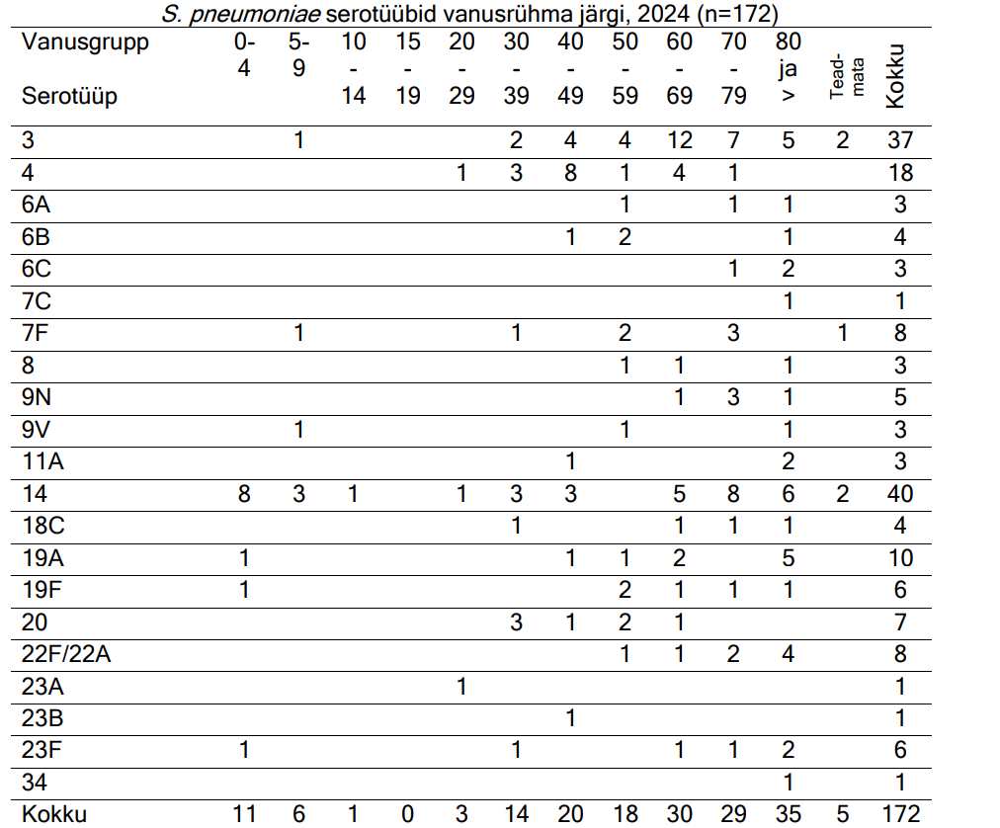 S. pneumoniae serotüübid vanusrühma järgi, 2024 (n=172)
Vanusgrupp 0-4 5-9 10-14 15-19 20-29 30-39 40-49 50-59 60-69 70-79 80 ja > Tead-mata Kokku
Serotüüp
3 1 2 4 4 12 7 5 2 37
4 1 3 8 1 4 1 18
6A 1 1 1 3
6B 1 2 1 4
6C 1 2 3
7C 1 1
7F 1 1 2 3 1 8
8 1 1 1 3
9N 1 3 1 5
9V 1 1 1 3
11A 1 2 3
14 8 3 1 1 3 3 5 8 6 2 40
18C 1 1 1 1 4
19A 1 1 1 2 5 10
19F 1 2 1 1 1 6
20 3 1 2 1 7
22F/22A 1 1 2 4 8
23A 1 1
23B 1 1
23F 1 1 1 1 2 6
34 1 1
Kokku 11 6 1 0 3 14 20 18 30 29 35 5 172